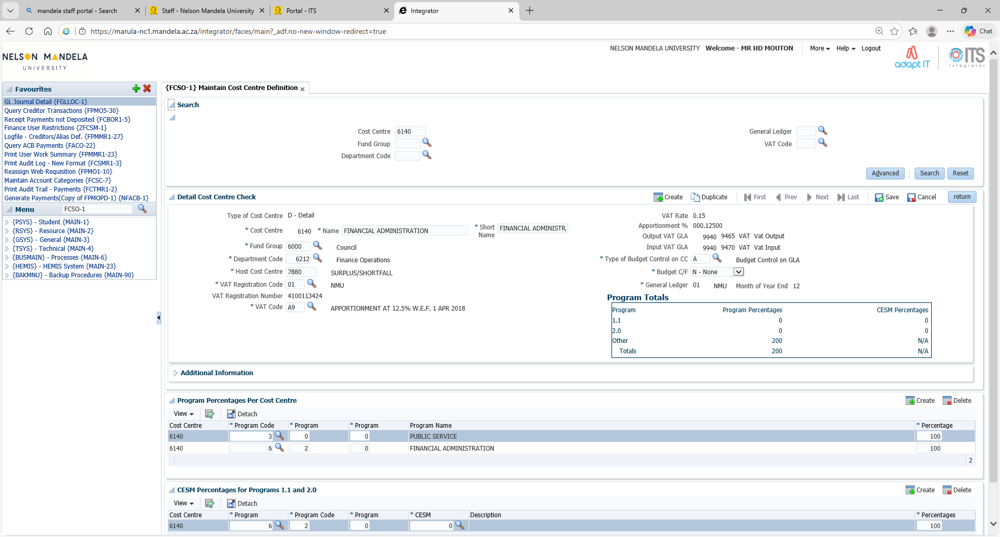 mandela staff portal - Search
Staff - Nelson Mandela University
Portal - ITS
Integrator
https://marula-nc1.mandela.ac.za/integrator/faces/main?_adf.no-new-window-redirect=true
Chat
NELSON MANDELA
UNIVERSITY
NELSON MANDELA UNIVERSITY Welcome - MR HD MOUTON
More Help Logout
adapt IT
ITS
integrator
Favourites
GL Journal Detail {FGLLOC-1}
Query Creditor Transactions {FPMO5-30}
Receipt Payments not Deposited {FCBOR1-5}
Finance User Restrictions {ZFCSM-1}
Logfile - Creditors/Alias Def. {FPMMR1-27}
Query ACB Payments {FACO-22}
Print User Work Summary {FPMMR1-23}
Print Audit Log - New Format {FCSMR1-3}
Reassign Web Requisition {FPMO1-10}
Maintain Account Categories {FCSC-7}
Print Audit Trail - Payments {FCTMR1-2}
Generate Payments(Copy of FPMOPD-1) {NFACB-1}
Menu FCSO-1
{PSYS} - Student {MAIN-1}
{RSYS} - Resource {MAIN-2}
{GSYS} - General {MAIN-3}
{TSYS} - Technical {MAIN-4}
{BUSMAIN} - Processes {MAIN-6}
{HEMIS} - HEMIS System {MAIN-23}
{BAKMNU} - Backup Procedures {MAIN-90}
{FCSO-1} Maintain Cost Centre Definition
Search
Cost Centre 6140
Fund Group
Department Code
General Ledger
VAT Code
Advanced Search Reset
Detail Cost Centre Check
Create Duplicate First Prev Next Last Save Cancel return
Type of Cost Centre D - Detail
* Cost Centre 6140 * Name FINANCIAL ADMINISTRATION * Short Name FINANCIAL ADMINISTR.
* Fund Group 6000 Council
* Department Code 6212 Finance Operations
* Host Cost Centre 7880 SURPLUS/SHORTFALL
* VAT Registration Code 01 NMU
VAT Registration Number 4100113424
* VAT Code A9 APPORTIONMENT AT 12.5% W.E.F. 1 APR 2018
VAT Rate 0.15
Apportionment % 000.12500
Output VAT GLA 9940 9465 VAT Vat Output
Input VAT GLA 9940 9470 VAT Vat Input
* Type of Budget Control on CC A Budget Control on GLA
* Budget C/F N - None
* General Ledger 01 NMU Month of Year End 12
Program Totals
Program Program Percentages CESM Percentages
1.1 0 0
2.0 0 0
Other 200 N/A
Totals 200 N/A
Additional Information
Program Percentages Per Cost Centre
Create Delete
View Detach
Cost Centre * Program Code * Program * Program Program Name * Percentage
6140 3 0 0 PUBLIC SERVICE 100
6140 6 2 0 FINANCIAL ADMINISTRATION 100
2
CESM Percentages for Programs 1.1 and 2.0
Create Delete
View Detach
Cost Centre * Program * Program Code * Program * CESM Description * Percentages
6140 6 2 0 0 100